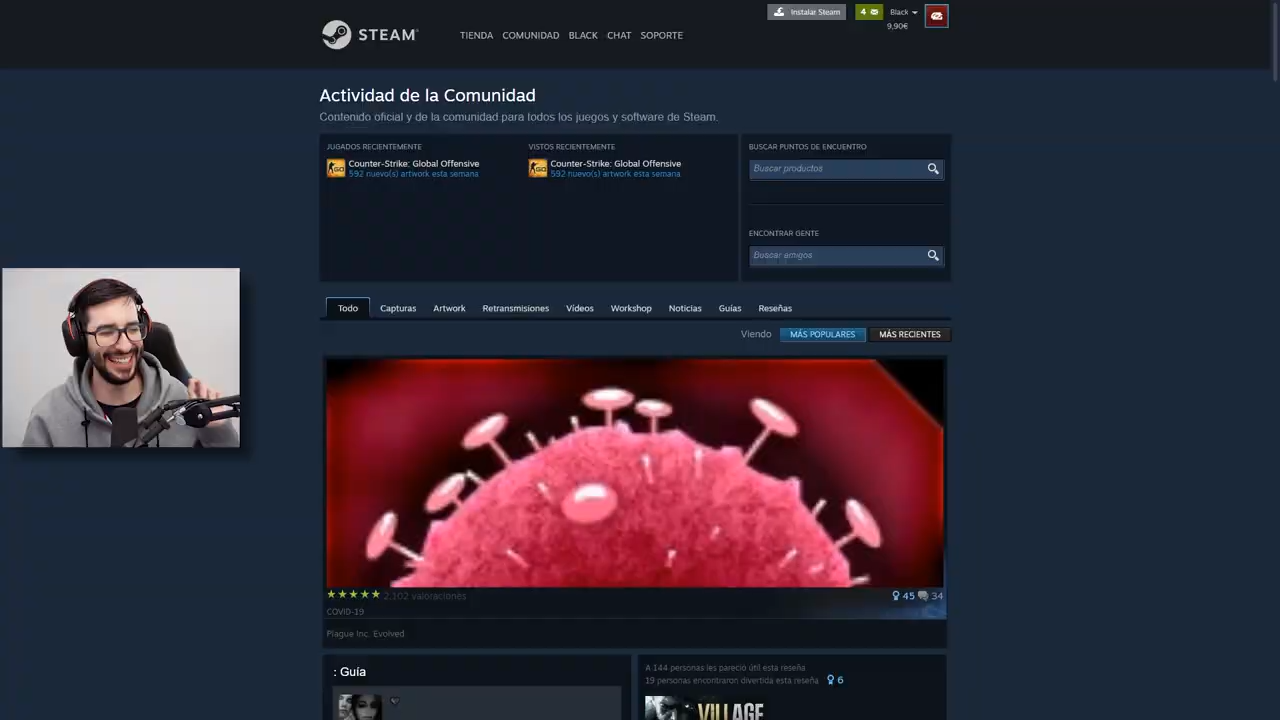 Instalar Steam
4
Black
9,90€
STEAM
TIENDA COMUNIDAD BLACK CHAT SOPORTE
Actividad de la Comunidad
Contenido oficial y de la comunidad para todos los juegos y software de Steam.
JUGADOS RECIENTEMENTE
Counter-Strike: Global Offensive
592 nuevo(s) artwork esta semana
VISTOS RECIENTEMENTE
Counter-Strike: Global Offensive
592 nuevo(s) artwork esta semana
BUSCAR PUNTOS DE ENCUENTRO
Buscar productos
ENCONTRAR GENTE
Buscar amigos
Todo Capturas Artwork Retransmisiones Vídeos Workshop Noticias Guías Reseñas
Viendo MÁS POPULARES MÁS RECIENTES
2.102 valoraciones
45 34
COVID-19
Plague Inc. Evolved
: Guía
A 144 personas les pareció útil esta reseña
19 personas encontraron divertida esta reseña 6
VILLAGE